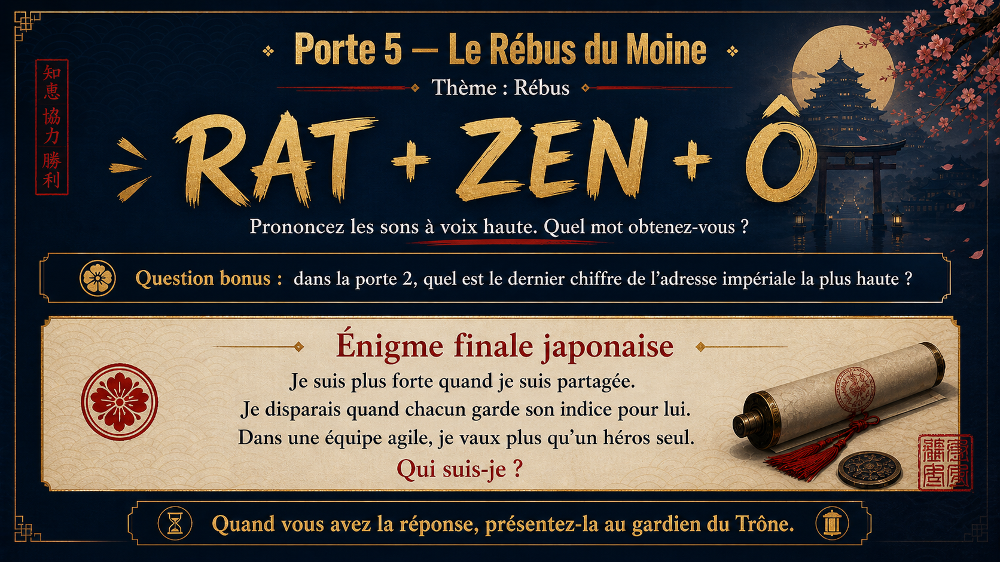 Porte 5 — Le Rébus du Moine
Thème : Rébus
知恵 協力 勝利
RAT + ZEN + Ô
Prononcez les sons à voix haute. Quel mot obtenez-vous ?
Question bonus : dans la porte 2, quel est le dernier chiffre de l’adresse impériale la plus haute ?
Énigme finale japonaise
Je suis plus forte quand je suis partagée.
Je disparais quand chacun garde son indice pour lui.
Dans une équipe agile, je vaux plus qu’un héros seul.
Qui suis-je ?
Quand vous avez la réponse, présentez-la au gardien du Trône.